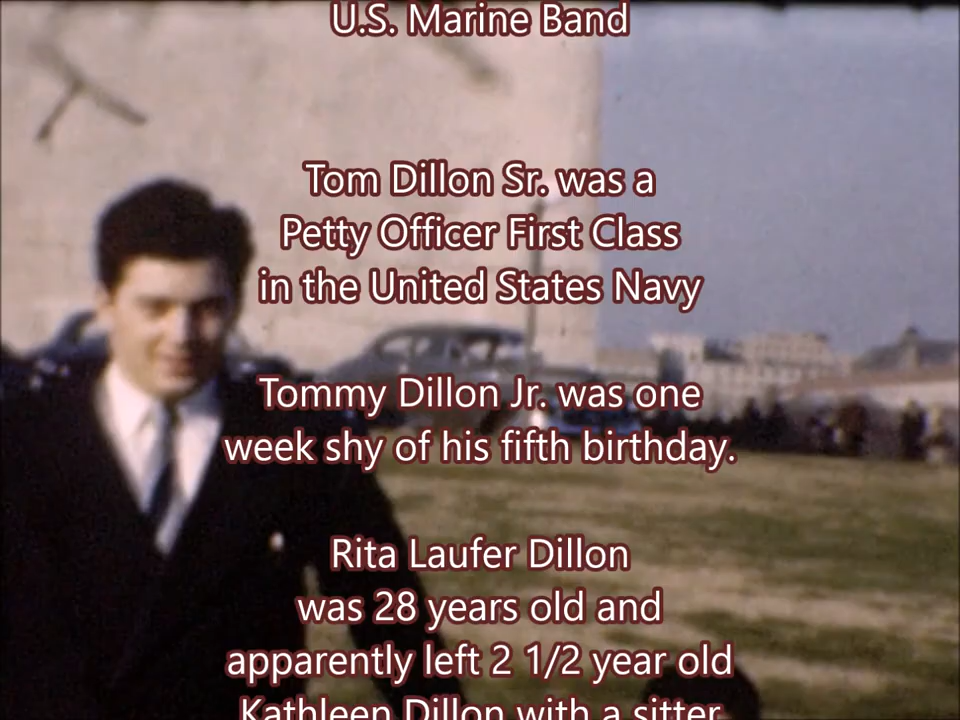 U.S. Marine Band
Tom Dillon Sr. was a
Petty Officer First Class
in the United States Navy
Tommy Dillon Jr. was one
week shy of his fifth birthday.
Rita Laufer Dillon
was 28 years old and
apparently left 2 1/2 year old
Kathleen Dillon with a sitter